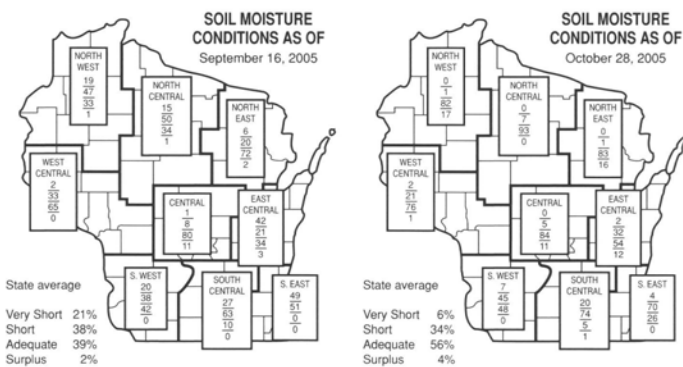 SOIL MOISTURE
CONDITIONS AS OF
September 16, 2005
NORTH
WEST
19
47
33
1
NORTH
CENTRAL
15
50
34
1
NORTH
EAST
6
20
72
2
WEST
CENTRAL
2
33
65
0
CENTRAL
1
8
80
11
EAST
CENTRAL
42
21
34
3
S. WEST
20
38
42
0
SOUTH
CENTRAL
27
63
10
0
S. EAST
49
51
0
0
State average
Very Short 21%
Short 38%
Adequate 39%
Surplus 2%
SOIL MOISTURE
CONDITIONS AS OF
October 28, 2005
NORTH
WEST
0
1
82
17
NORTH
CENTRAL
0
7
93
0
NORTH
EAST
0
1
83
16
WEST
CENTRAL
2
21
76
1
CENTRAL
0
5
84
11
EAST
CENTRAL
2
32
54
12
S. WEST
7
45
48
0
SOUTH
CENTRAL
20
74
5
1
S. EAST
4
70
26
0
State average
Very Short 6%
Short 34%
Adequate 56%
Surplus 4%